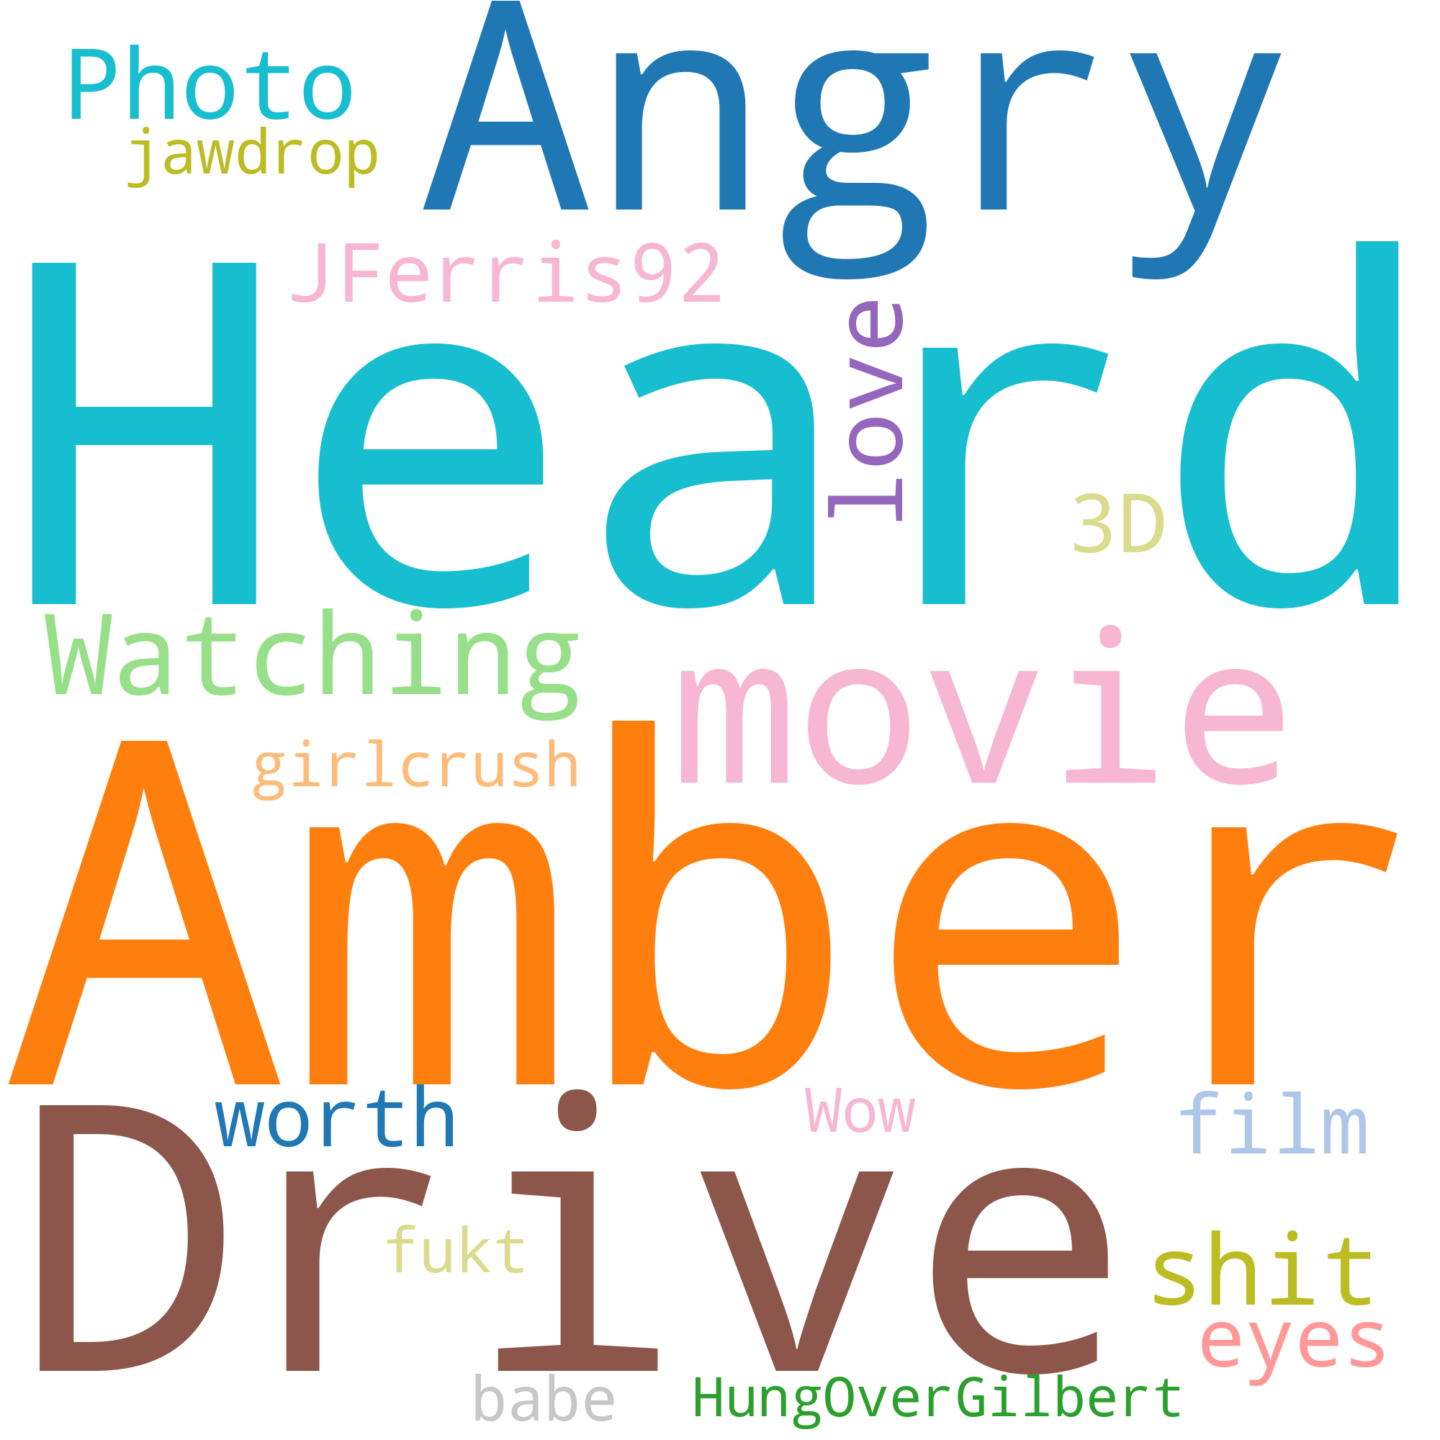 Angry
Photo
jawdrop
JFerris92
Heard
love
3D
Watching
movie
girlcrush
Amber
worth
Wow
film
Drive
fukt
shit
eyes
babe
HungOverGilbert